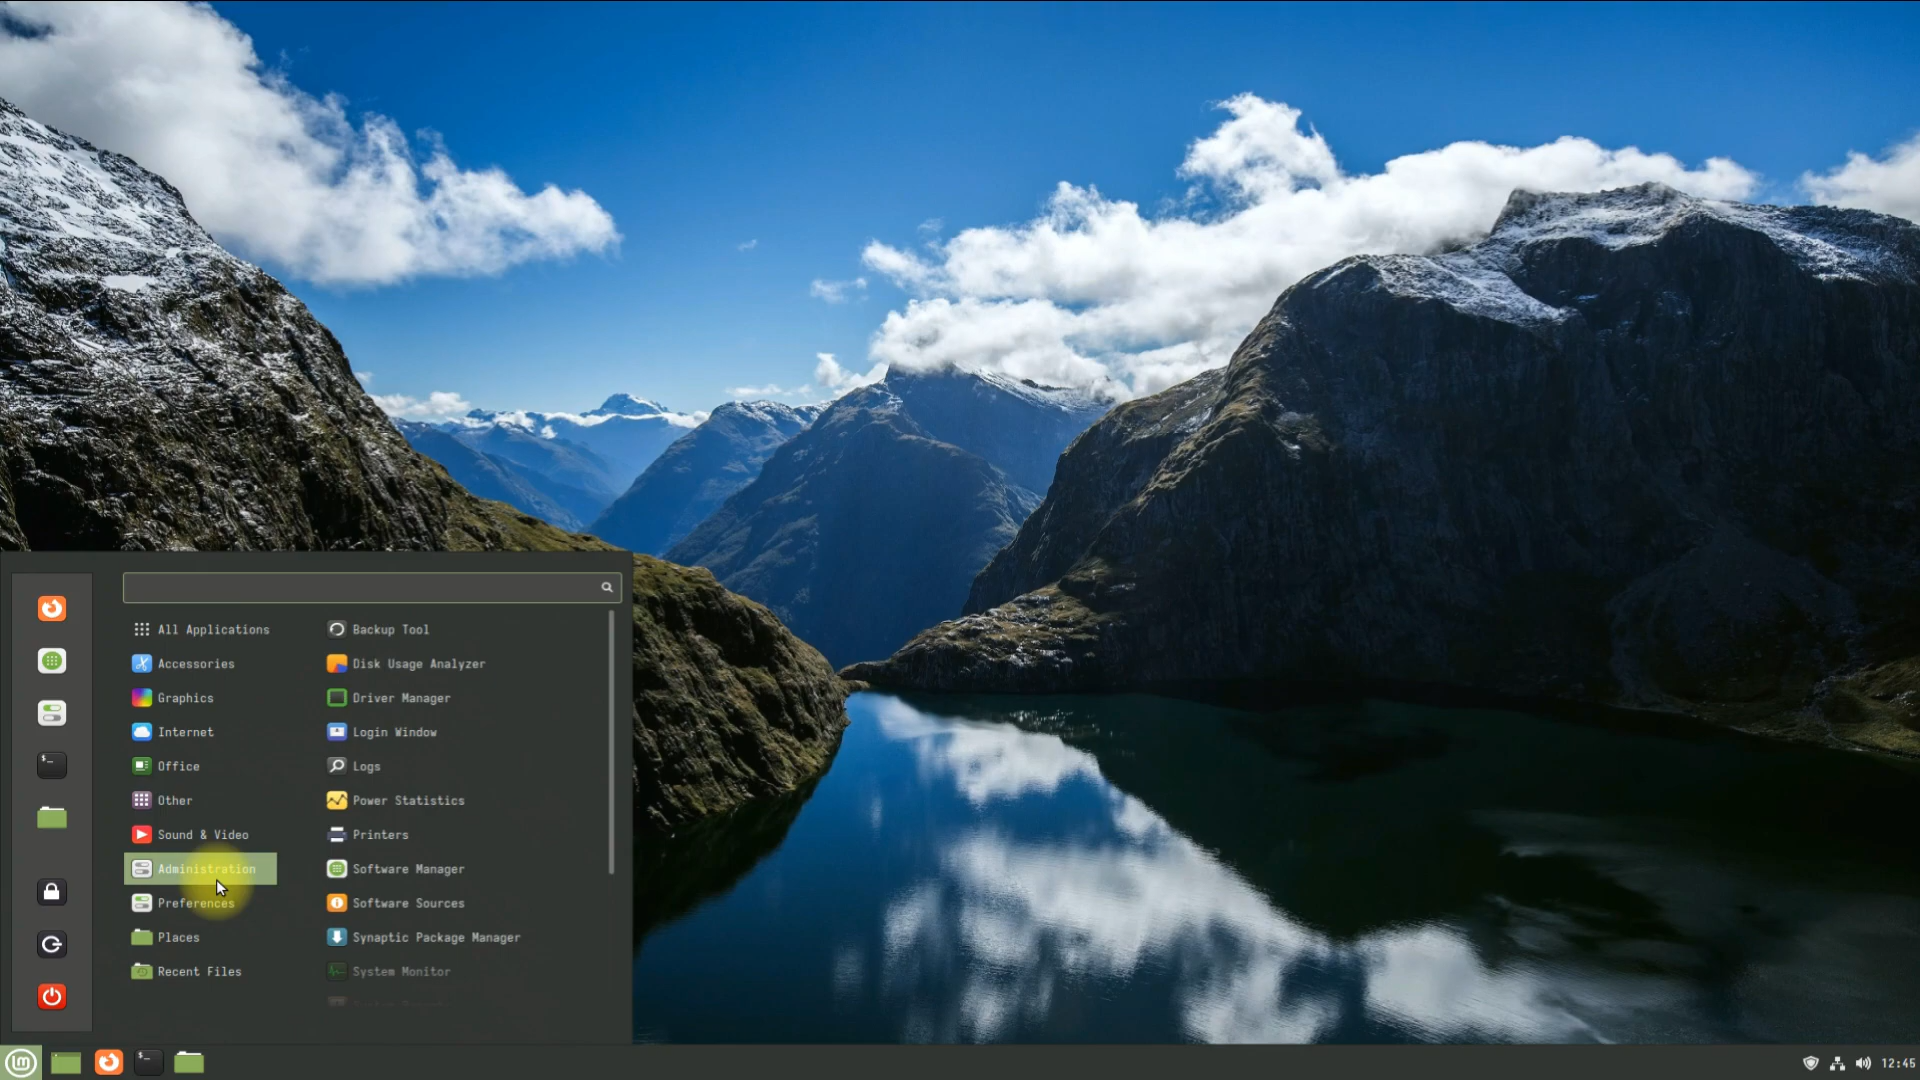 All Applications
Accessories
Graphics
Internet
Office
Other
Sound & Video
Administration
Preferences
Places
Recent Files
Backup Tool
Disk Usage Analyzer
Driver Manager
Login Window
Logs
Power Statistics
Printers
Software Manager
Software Sources
Synaptic Package Manager
System Monitor
12:45